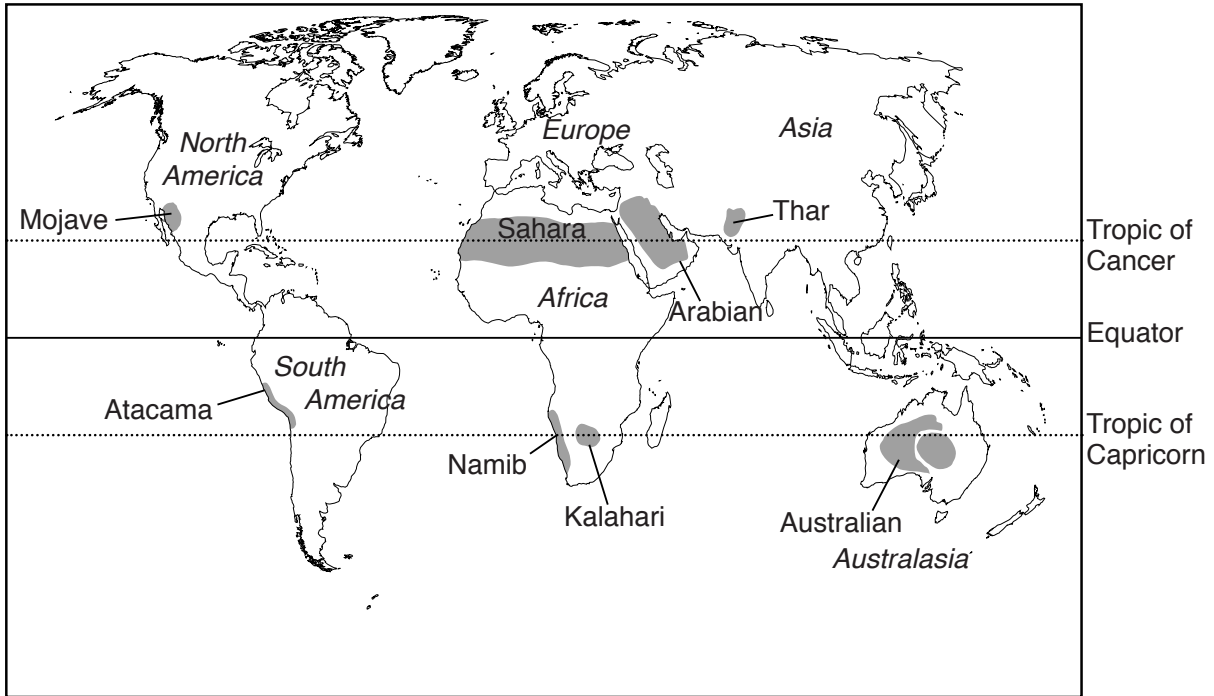 North
America
Europe
Asia
Mojave
Sahara
Thar
Tropic of
Cancer
Africa
Arabian
Equator
South
America
Atacama
Tropic of
Capricorn
Namib
Kalahari
Australian
Australasia